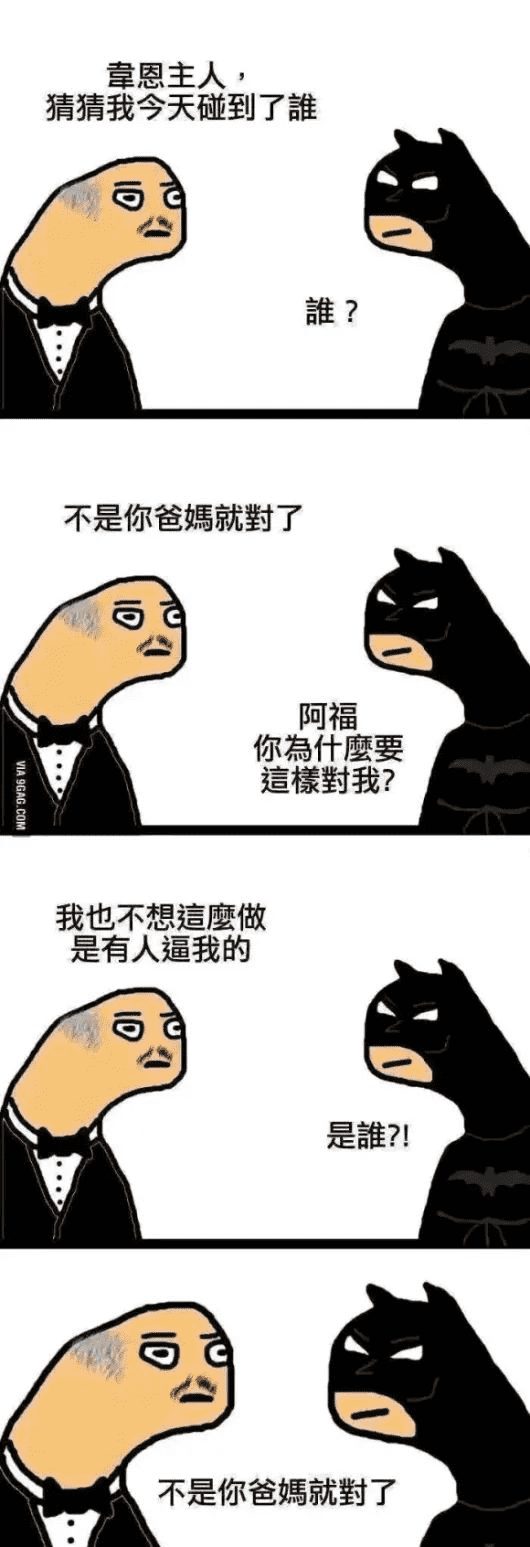 韋恩主人，
猜猜我今天碰到了誰
誰？
不是你爸媽就對了
阿福
你為什麼要
這樣對我?
VIA 9GAG.COM
我也不想這麼做
是有人逼我的
是誰?!
不是你爸媽就對了